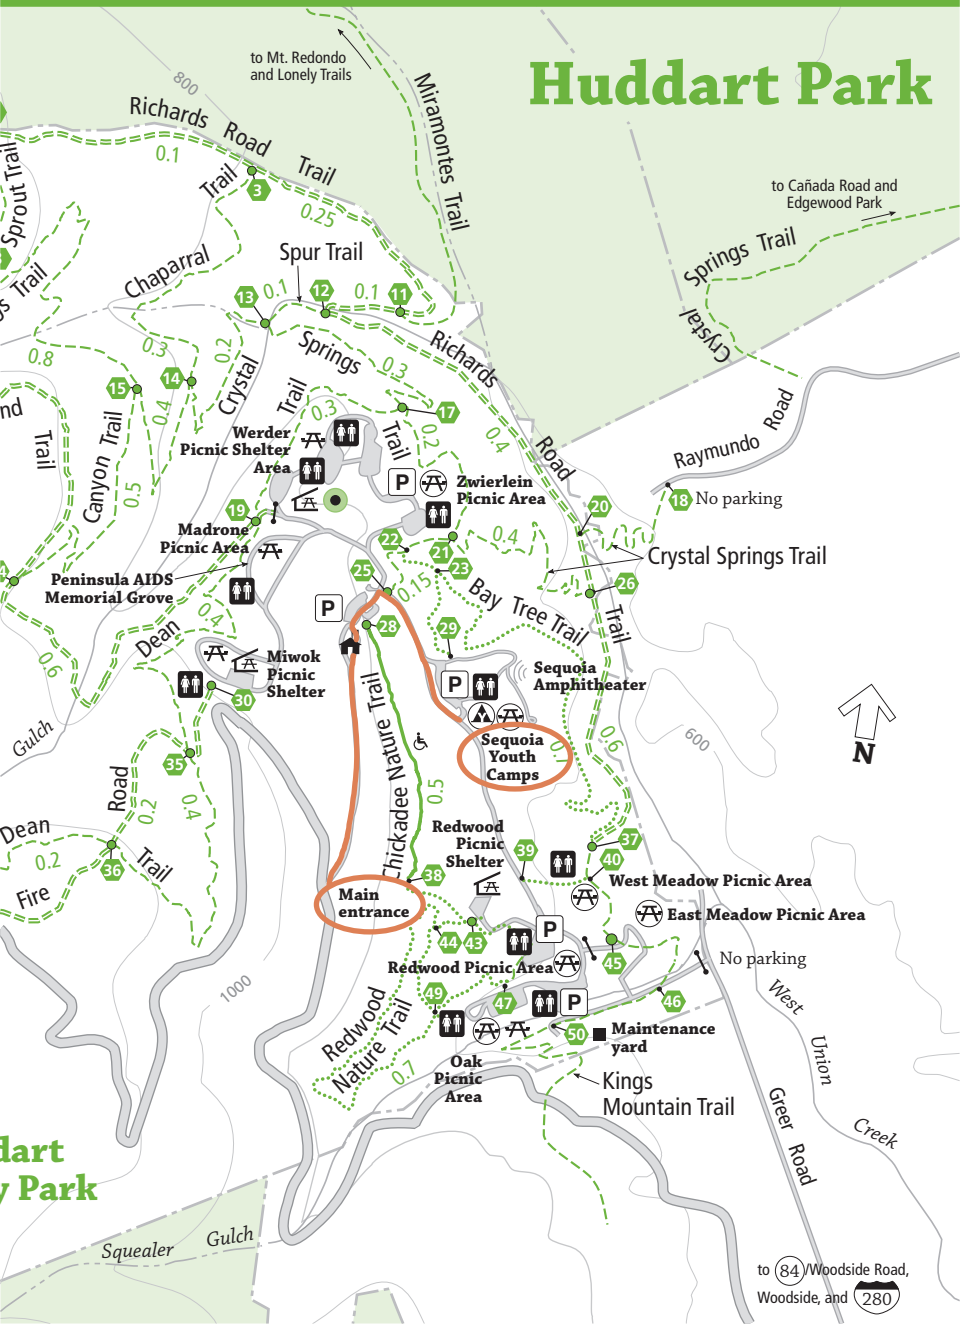 Huddart Park
to Mt. Redondo
and Lonely Trails
800
Miramontes Trail
Richards Road Trail
0.1
Trail
3
0.25
to Cañada Road and
Edgewood Park
Springs Trail
Crystal
Sprout Trail
Spur Trail
Chaparral
Trail
13
0.1
12
0.1
11
0.8
0.3
0.2
Springs
0.3
Richards
15
14
Crystal
Trail
0.4
nd
Trail
Canyon Trail
0.5
0.3
17
Trail
0.2
0.4
Road
Raymundo Road
Werder
Picnic Shelter
Area
P
Zwierlein
Picnic Area
18
No parking
19
20
Madrone
Picnic Area
22
21
23
0.4
Crystal Springs Trail
Peninsula AIDS
Memorial Grove
25
0.15
26
P
28
Bay Tree Trail
Trail
0.4
Dean
29
0.6
Miwok
Picnic
Shelter
Sequoia
Amphitheater
P
30
Gulch
Sequoia
Youth
Camps
0.6
600
N
35
Road
0.2
0.4
Chickadee Nature Trail
0.5
Redwood
Picnic
Shelter
39
37
40
Dean
0.2
36
Trail
Fire
38
Main
entrance
West Meadow Picnic Area
East Meadow Picnic Area
44
43
P
45
No parking
Redwood Picnic Area
1000
49
47
P
46
West
Union
Creek
50
Maintenance
yard
Redwood
Nature Trail
0.7
Oak
Picnic
Area
Kings
Mountain Trail
Greer Road
dart
y Park
Squealer Gulch
to 84/Woodside Road,
Woodside, and 280